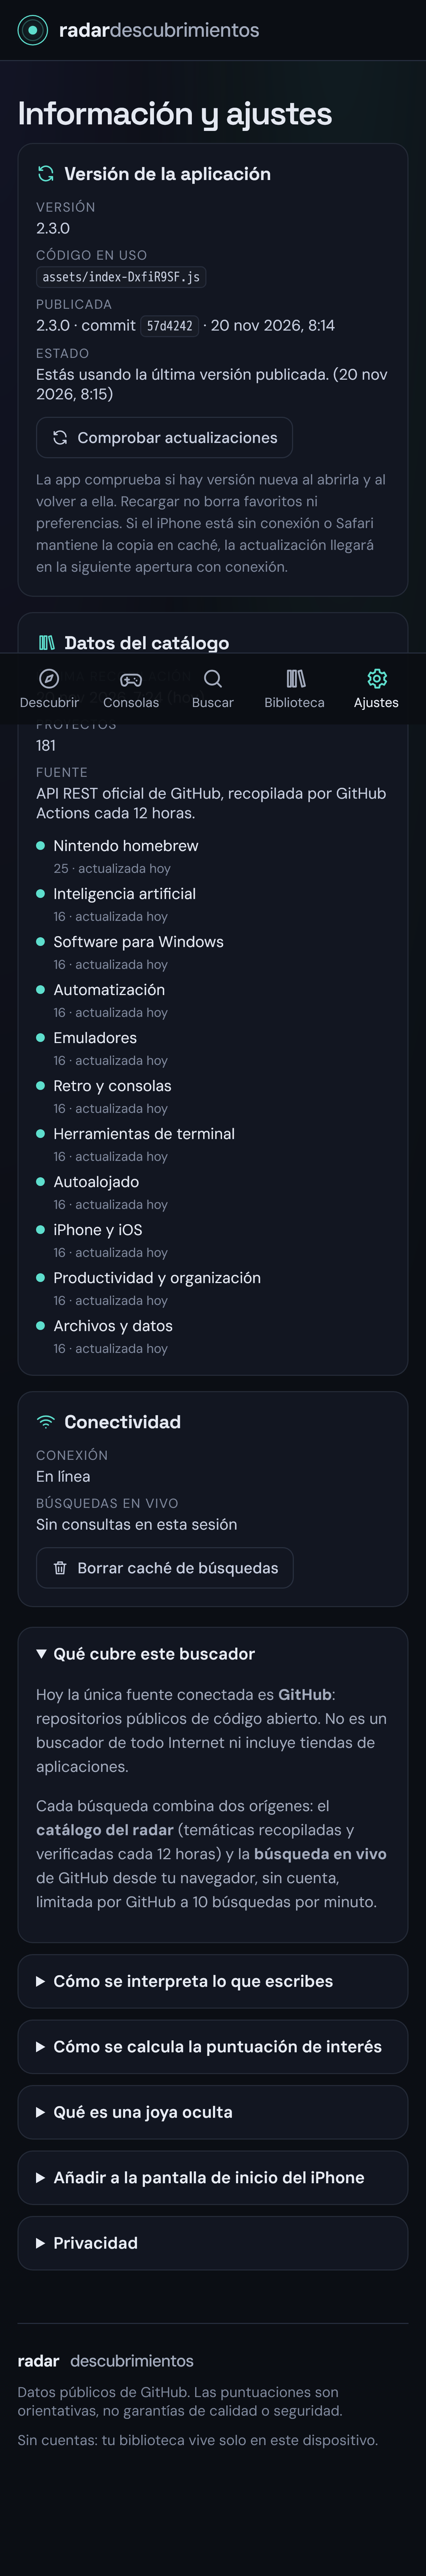 radardescubrimientos
Información y ajustes
Versión de la aplicación
VERSIÓN
2.3.0
CÓDIGO EN USO
assets/index-DxfiR9SF.js
PUBLICADA
2.3.0 · commit 57d4242 · 20 nov 2026, 8:14
ESTADO
Estás usando la última versión publicada. (20 nov
2026, 8:15)
Comprobar actualizaciones
La app comprueba si hay versión nueva al abrirla y al
volver a ella. Recargar no borra favoritos ni
preferencias. Si el iPhone está sin conexión o Safari
mantiene la copia en caché, la actualización llegará
en la siguiente apertura con conexión.
Datos del catálogo
Descubrir
Consolas
Buscar
Biblioteca
Ajustes
PROYECTOS
181
FUENTE
API REST oficial de GitHub, recopilada por GitHub
Actions cada 12 horas.
Nintendo homebrew
25 · actualizada hoy
Inteligencia artificial
16 · actualizada hoy
Software para Windows
16 · actualizada hoy
Automatización
16 · actualizada hoy
Emuladores
16 · actualizada hoy
Retro y consolas
16 · actualizada hoy
Herramientas de terminal
16 · actualizada hoy
Autoalojado
16 · actualizada hoy
iPhone y iOS
16 · actualizada hoy
Productividad y organización
16 · actualizada hoy
Archivos y datos
16 · actualizada hoy
Conectividad
CONEXIÓN
En línea
BÚSQUEDAS EN VIVO
Sin consultas en esta sesión
Borrar caché de búsquedas
Qué cubre este buscador
Hoy la única fuente conectada es GitHub:
repositorios públicos de código abierto. No es un
buscador de todo Internet ni incluye tiendas de
aplicaciones.
Cada búsqueda combina dos orígenes: el
catálogo del radar (temáticas recopiladas y
verificadas cada 12 horas) y la búsqueda en vivo
de GitHub desde tu navegador, sin cuenta,
limitada por GitHub a 10 búsquedas por minuto.
Cómo se interpreta lo que escribes
Cómo se calcula la puntuación de interés
Qué es una joya oculta
Añadir a la pantalla de inicio del iPhone
Privacidad
radar descubrimientos
Datos públicos de GitHub. Las puntuaciones son
orientativas, no garantías de calidad o seguridad.
Sin cuentas: tu biblioteca vive solo en este dispositivo.